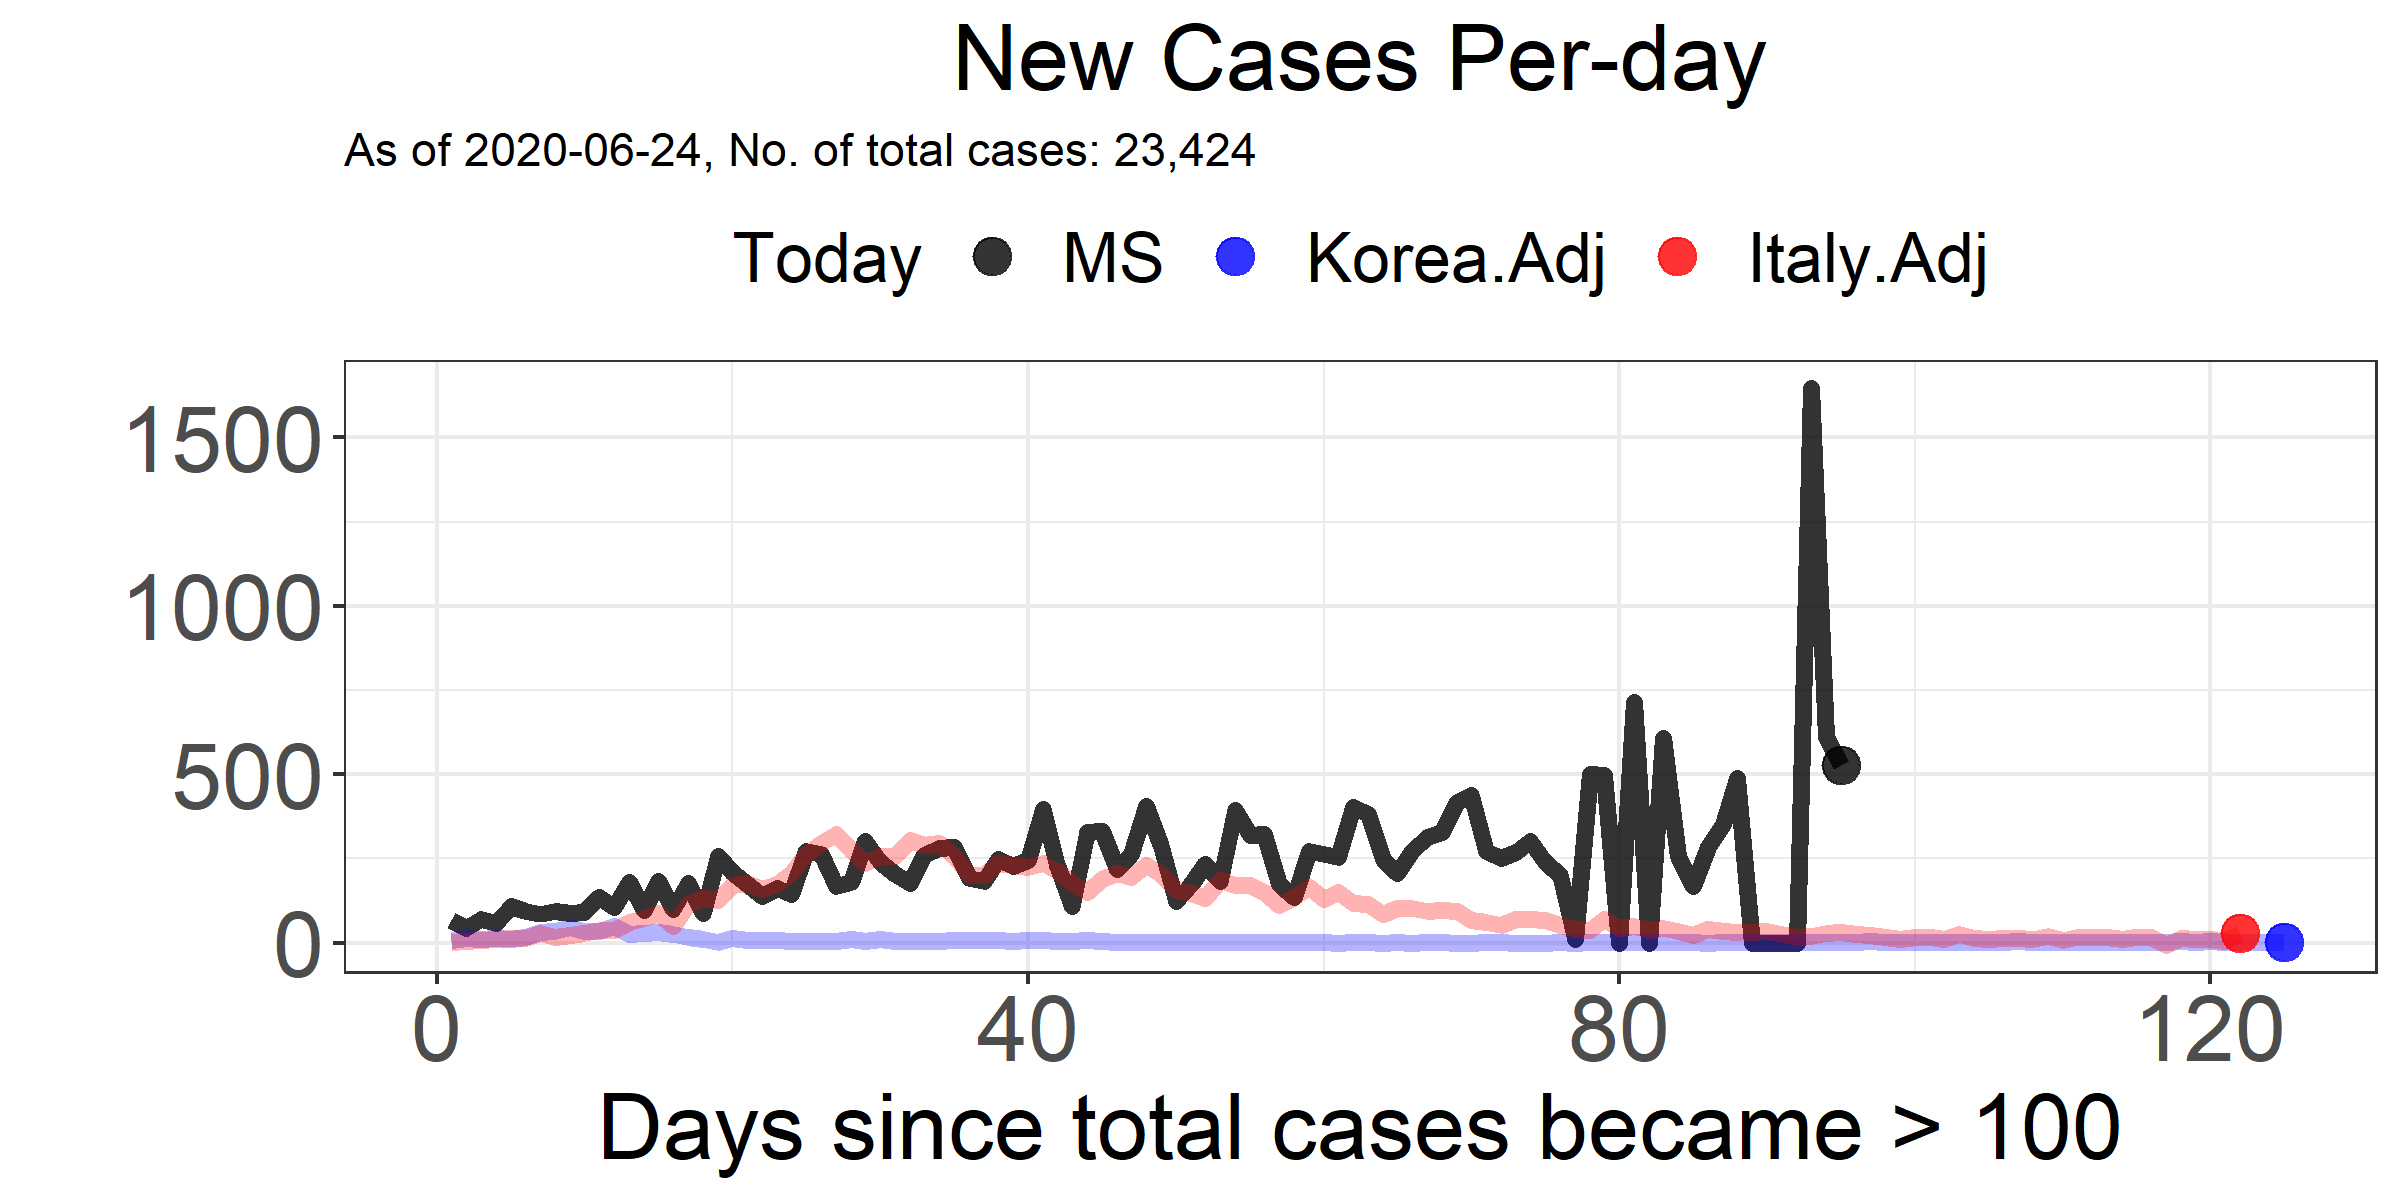 New Cases Per-day
As of 2020-06-24, No. of total cases: 23,424
Today MS Korea.Adj Italy.Adj
1500
1000
500
0
0 40 80 120
Days since total cases became > 100